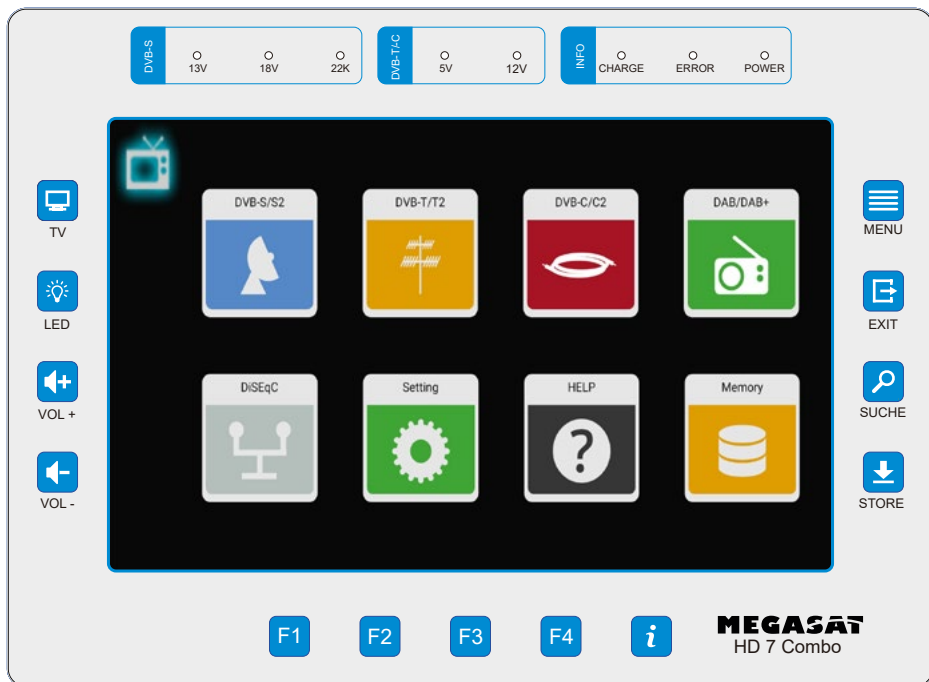 DVB-S
13V
18V
22K
DVB-T/-C
5V
12V
INFO
CHARGE
ERROR
POWER
DVB-S/S2
DVB-T/T2
DVB-C/C2
DAB/DAB+
TV
MENU
LED
EXIT
DiSEqC
Setting
HELP
Memory
VOL +
SUCHE
VOL -
STORE
F1
F2
F3
F4
i
MEGASAT
HD 7 Combo